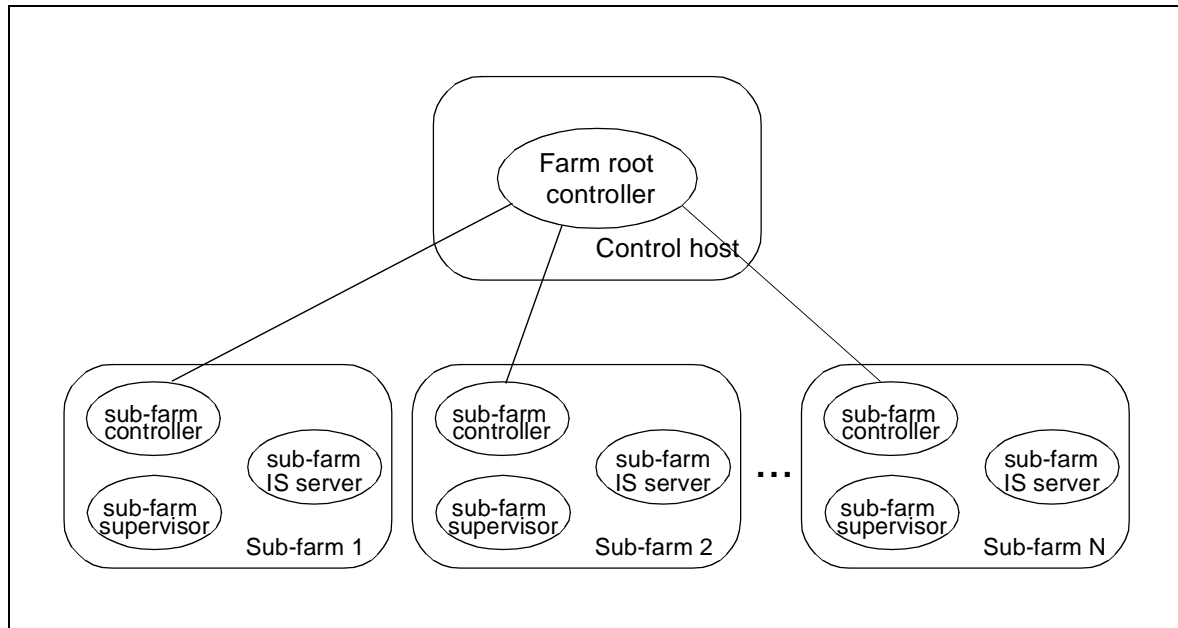 Farm root
controller
Control host
sub-farm
controller
sub-farm
IS server
sub-farm
supervisor
Sub-farm 1
sub-farm
controller
sub-farm
IS server
sub-farm
supervisor
Sub-farm 2
...
sub-farm
controller
sub-farm
IS server
sub-farm
supervisor
Sub-farm N